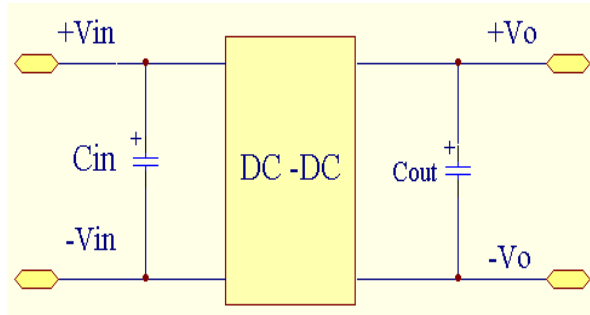 +Vin
+Vo
+
Cin
DC -DC
+
Cout
-Vin
-Vo